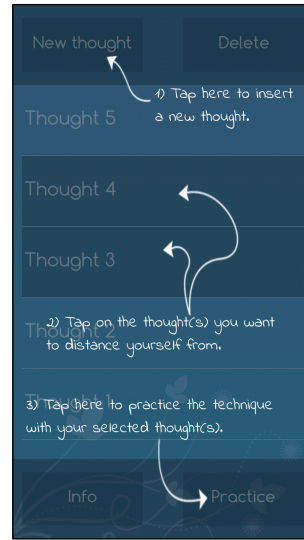 New thought Delete
1) Tap here to insert
a new thought.
Thought 5
Thought 4
Thought 3
2) Tap on the thought(s) you want
to distance yourself from.
Thought 2
Thought 1
3) Tap here to practice the technique
with your selected thought(s).
Info Practice